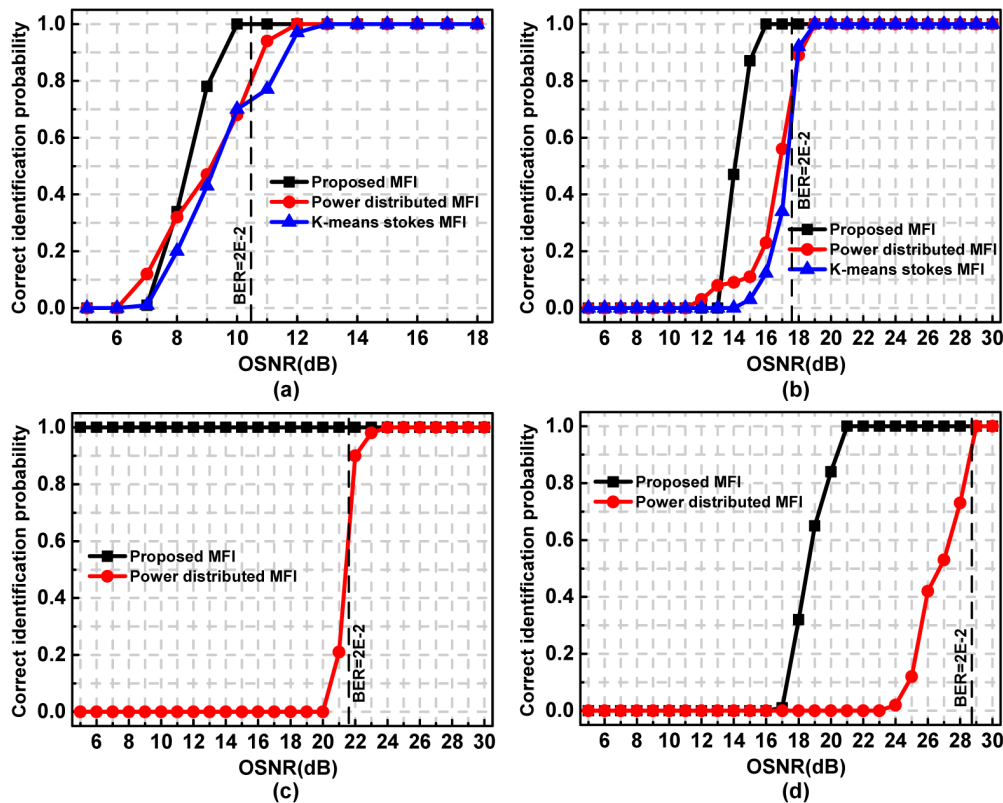 Correct identification probability
1.0
0.8
0.6
0.4
0.2
0.0
Proposed MFI
Power distributed MFI
K-means stokes MFI
BER=2E-2
6 8 10 12 14 16 18
OSNR(dB)
(a)
Correct identification probability
1.0
0.8
0.6
0.4
0.2
0.0
BER=2E-2
Proposed MFI
Power distributed MFI
K-means stokes MFI
6 8 10 12 14 16 18 20 22 24 26 28 30
OSNR(dB)
(b)
Correct identification probability
1.0
0.8
0.6
0.4
0.2
0.0
Proposed MFI
Power distributed MFI
BER=2E-2
6 8 10 12 14 16 18 20 22 24 26 28 30
OSNR(dB)
(c)
Correct identification probability
1.0
0.8
0.6
0.4
0.2
0.0
Proposed MFI
Power distributed MFI
BER=2E-2
6 8 10 12 14 16 18 20 22 24 26 28 30
OSNR(dB)
(d)